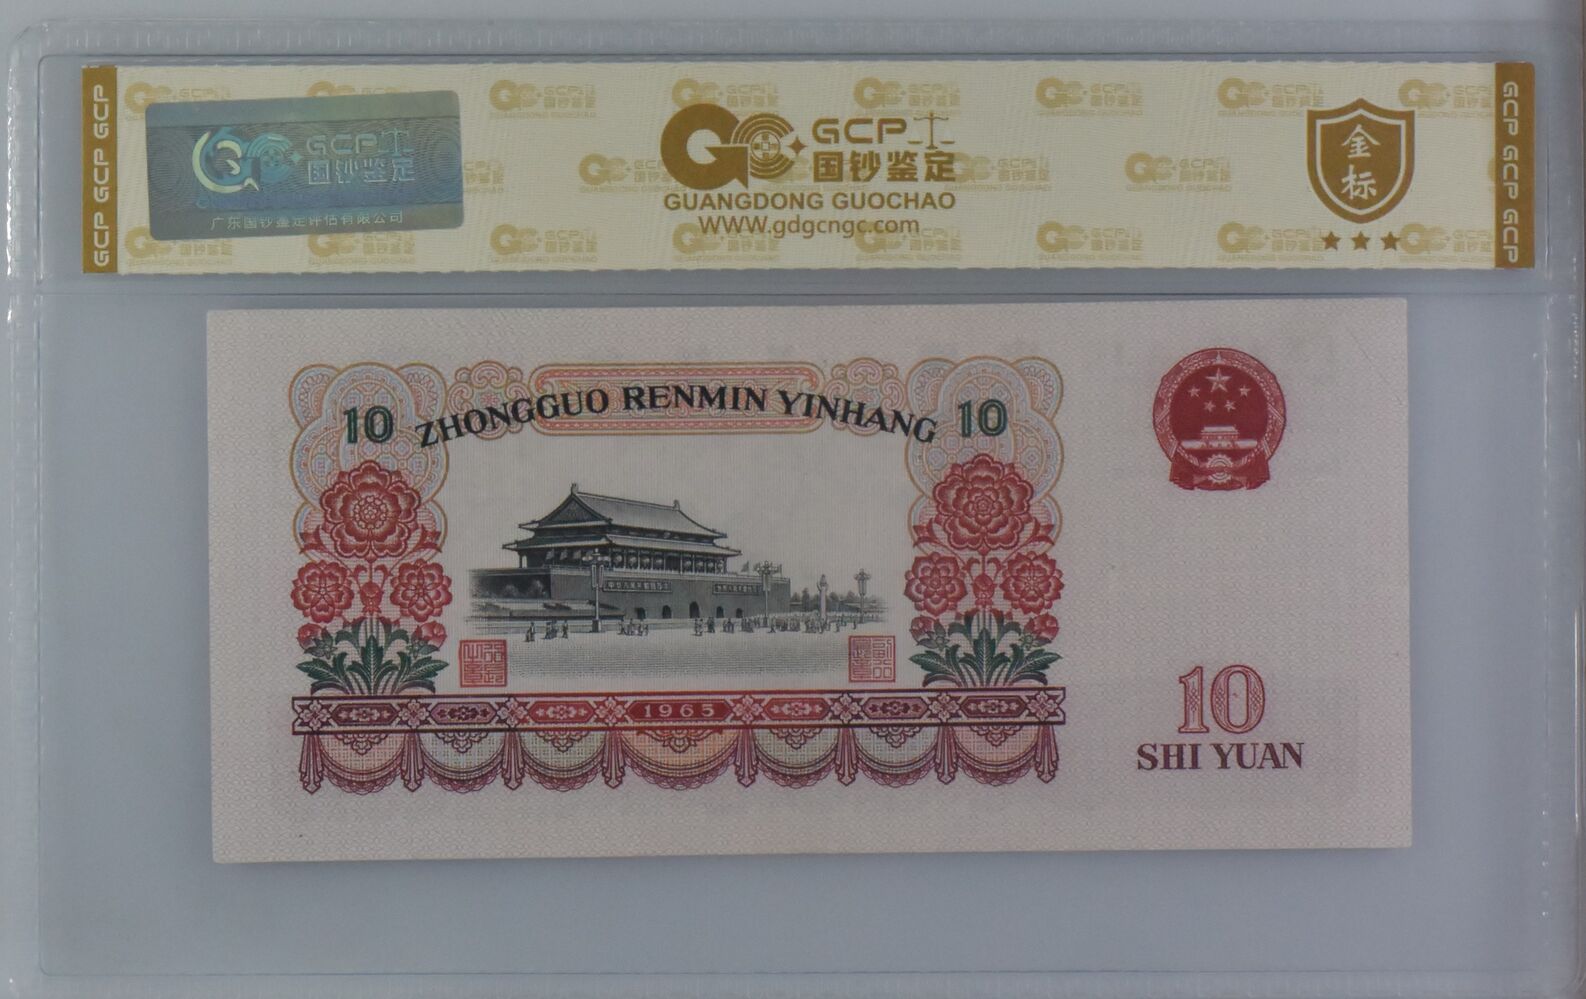 GCP GCP GCP
GCP
国钞鉴定
广东国钞鉴定评估有限公司
GCP
国钞鉴定
GUANGDONG GUOCHAO
WWW.gdgcngc.com
金标
GCP GCP GCP
10 ZHONGGUO RENMIN YINHANG 10
1965
10
SHI YUAN